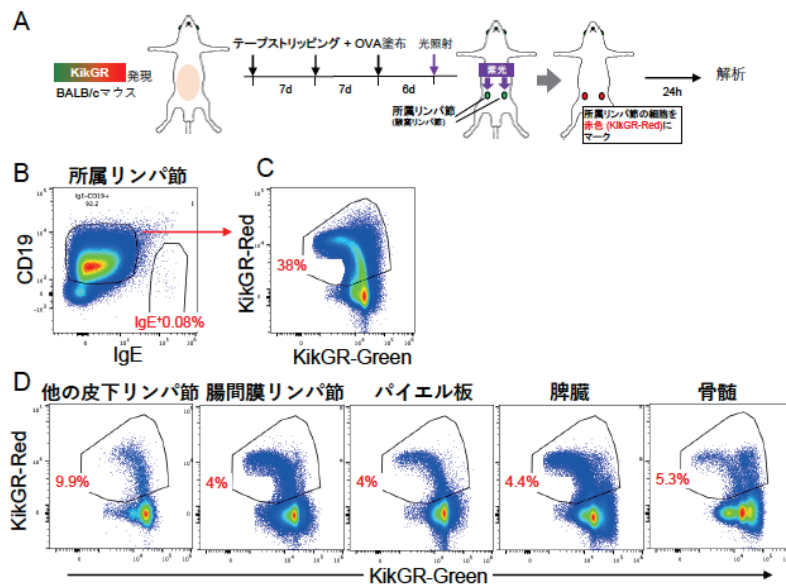 A
KikGR 発現
BALB/cマウス
テープストリッピング + OVA塗布
光照射
7d
7d
6d
紫光
所属リンパ節
(腋窩リンパ節)
所属リンパ節の細胞を
赤色 (KikGR-Red)に
マーク
24h
解析
B
所属リンパ節
IgE-CD19+
92.2
CD19
IgE+0.08%
IgE
C
KikGR-Red
38%
KikGR-Green
D
他の皮下リンパ節
腸間膜リンパ節
パイエル板
脾臓
骨髄
KikGR-Red
9.9%
4%
4%
4.4%
5.3%
KikGR-Green